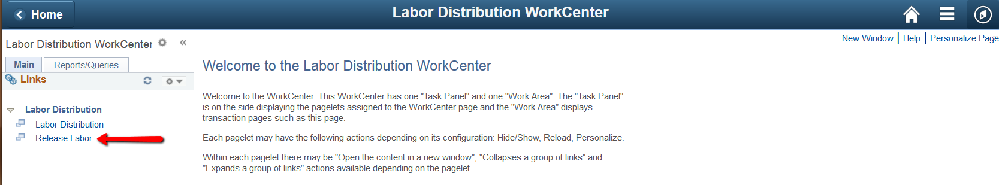 Home
Labor Distribution WorkCenter
New Window | Help | Personalize Page
Labor Distribution WorkCenter
Main
Reports/Queries
Links
Labor Distribution
Labor Distribution
Release Labor
Welcome to the Labor Distribution WorkCenter
Welcome to the WorkCenter. This WorkCenter has one "Task Panel" and one "Work Area". The "Task Panel"
is on the side displaying the pagelets assigned to the WorkCenter page and the "Work Area" displays
transaction pages such as this page.
Each pagelet may have the following actions depending on its configuration: Hide/Show, Reload, Personalize.
Within each pagelet there may be "Open the content in a new window", "Collapses a group of links" and
"Expands a group of links" actions available depending on the pagelet.